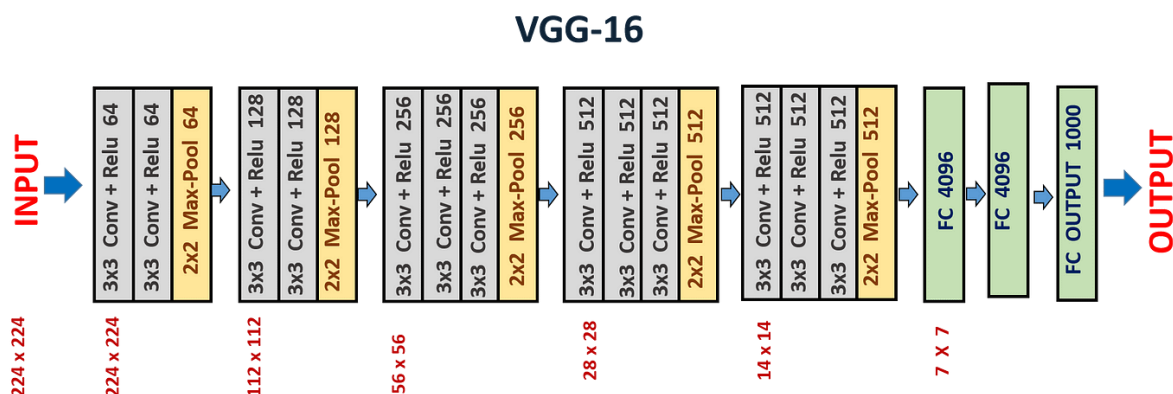 VGG-16
INPUT
3x3 Conv + Relu 64
3x3 Conv + Relu 64
2x2 Max-Pool 64
3x3 Conv + Relu 128
3x3 Conv + Relu 128
2x2 Max-Pool 128
3x3 Conv + Relu 256
3x3 Conv + Relu 256
3x3 Conv + Relu 256
2x2 Max-Pool 256
3x3 Conv + Relu 512
3x3 Conv + Relu 512
3x3 Conv + Relu 512
2x2 Max-Pool 512
3x3 Conv + Relu 512
3x3 Conv + Relu 512
3x3 Conv + Relu 512
2x2 Max-Pool 512
FC 4096
FC 4096
FC OUTPUT 1000
OUTPUT
224 x 224
224 x 224
112 x 112
56 x 56
28 x 28
14 x 14
7 X 7